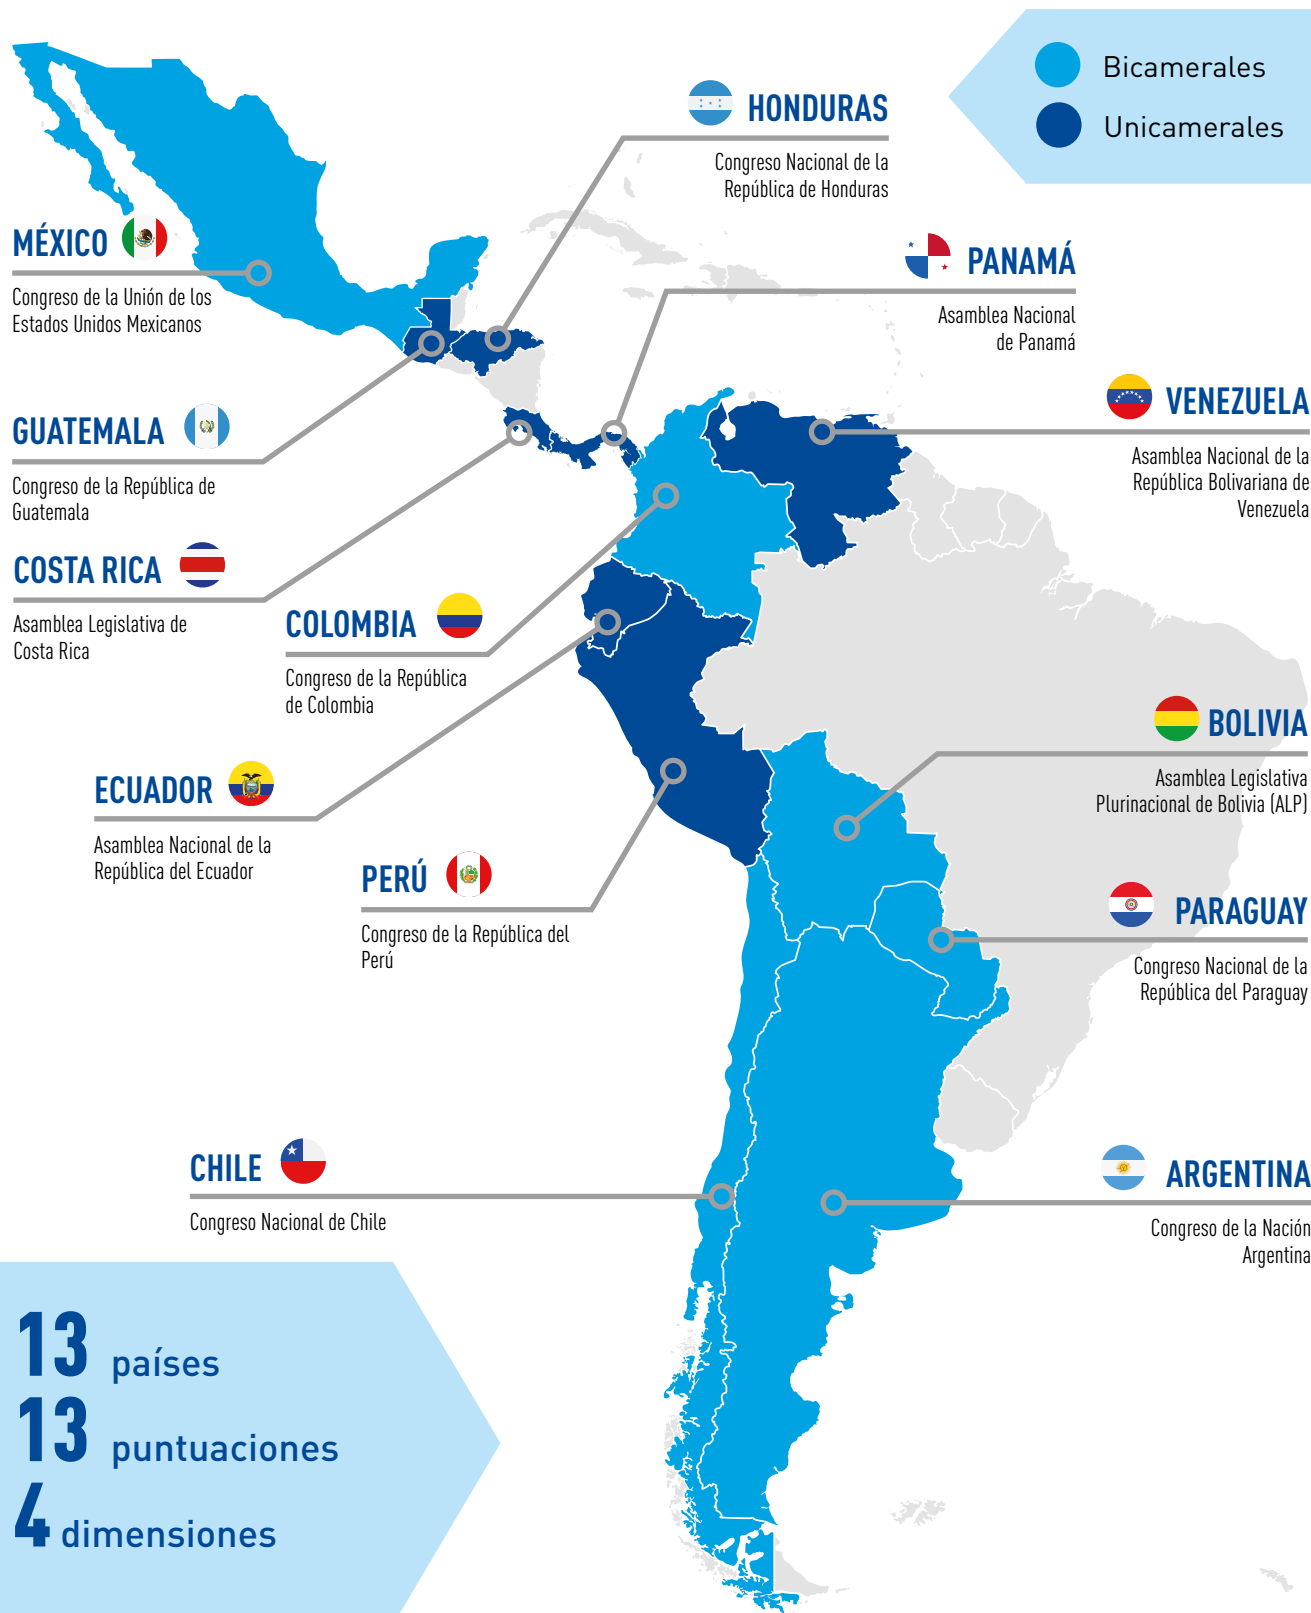 Bicamerales
Unicamerales
HONDURAS
Congreso Nacional de la
República de Honduras
MÉXICO
Congreso de la Unión de los
Estados Unidos Mexicanos
PANAMÁ
Asamblea Nacional
de Panamá
VENEZUELA
Asamblea Nacional de la
República Bolivariana de
Venezuela
GUATEMALA
Congreso de la República de
Guatemala
COSTA RICA
Asamblea Legislativa de
Costa Rica
COLOMBIA
Congreso de la República
de Colombia
BOLIVIA
Asamblea Legislativa
Plurinacional de Bolivia (ALP)
ECUADOR
Asamblea Nacional de la
República del Ecuador
PERÚ
Congreso de la República del
Perú
PARAGUAY
Congreso Nacional de la
República del Paraguay
CHILE
Congreso Nacional de Chile
ARGENTINA
Congreso de la Nación
Argentina
13 países
13 puntuaciones
4 dimensiones